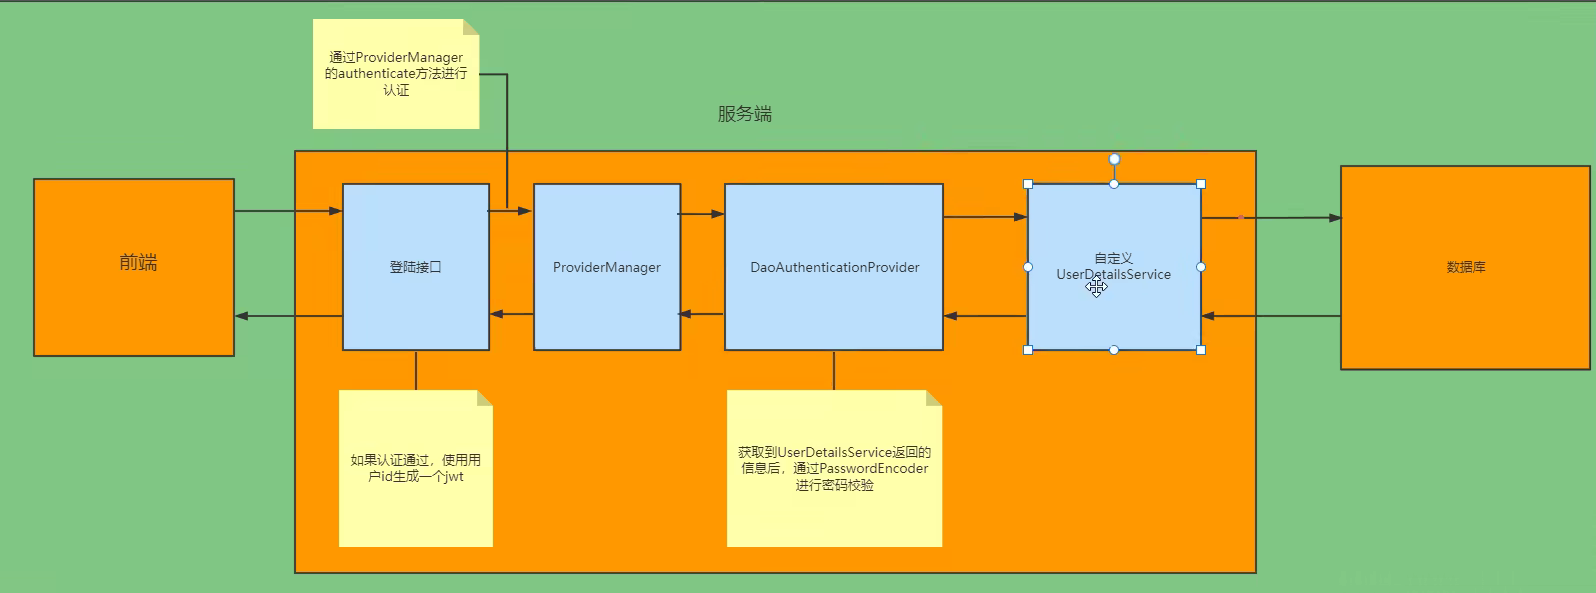 通过ProviderManager
的authenticate方法进行
认证
服务端
前端
登陆接口
ProviderManager
DaoAuthenticationProvider
自定义
UserDetailsService
数据库
如果认证通过，使用用
户id生成一个jwt
获取到UserDetailsService返回的
信息后，通过PasswordEncoder
进行密码校验